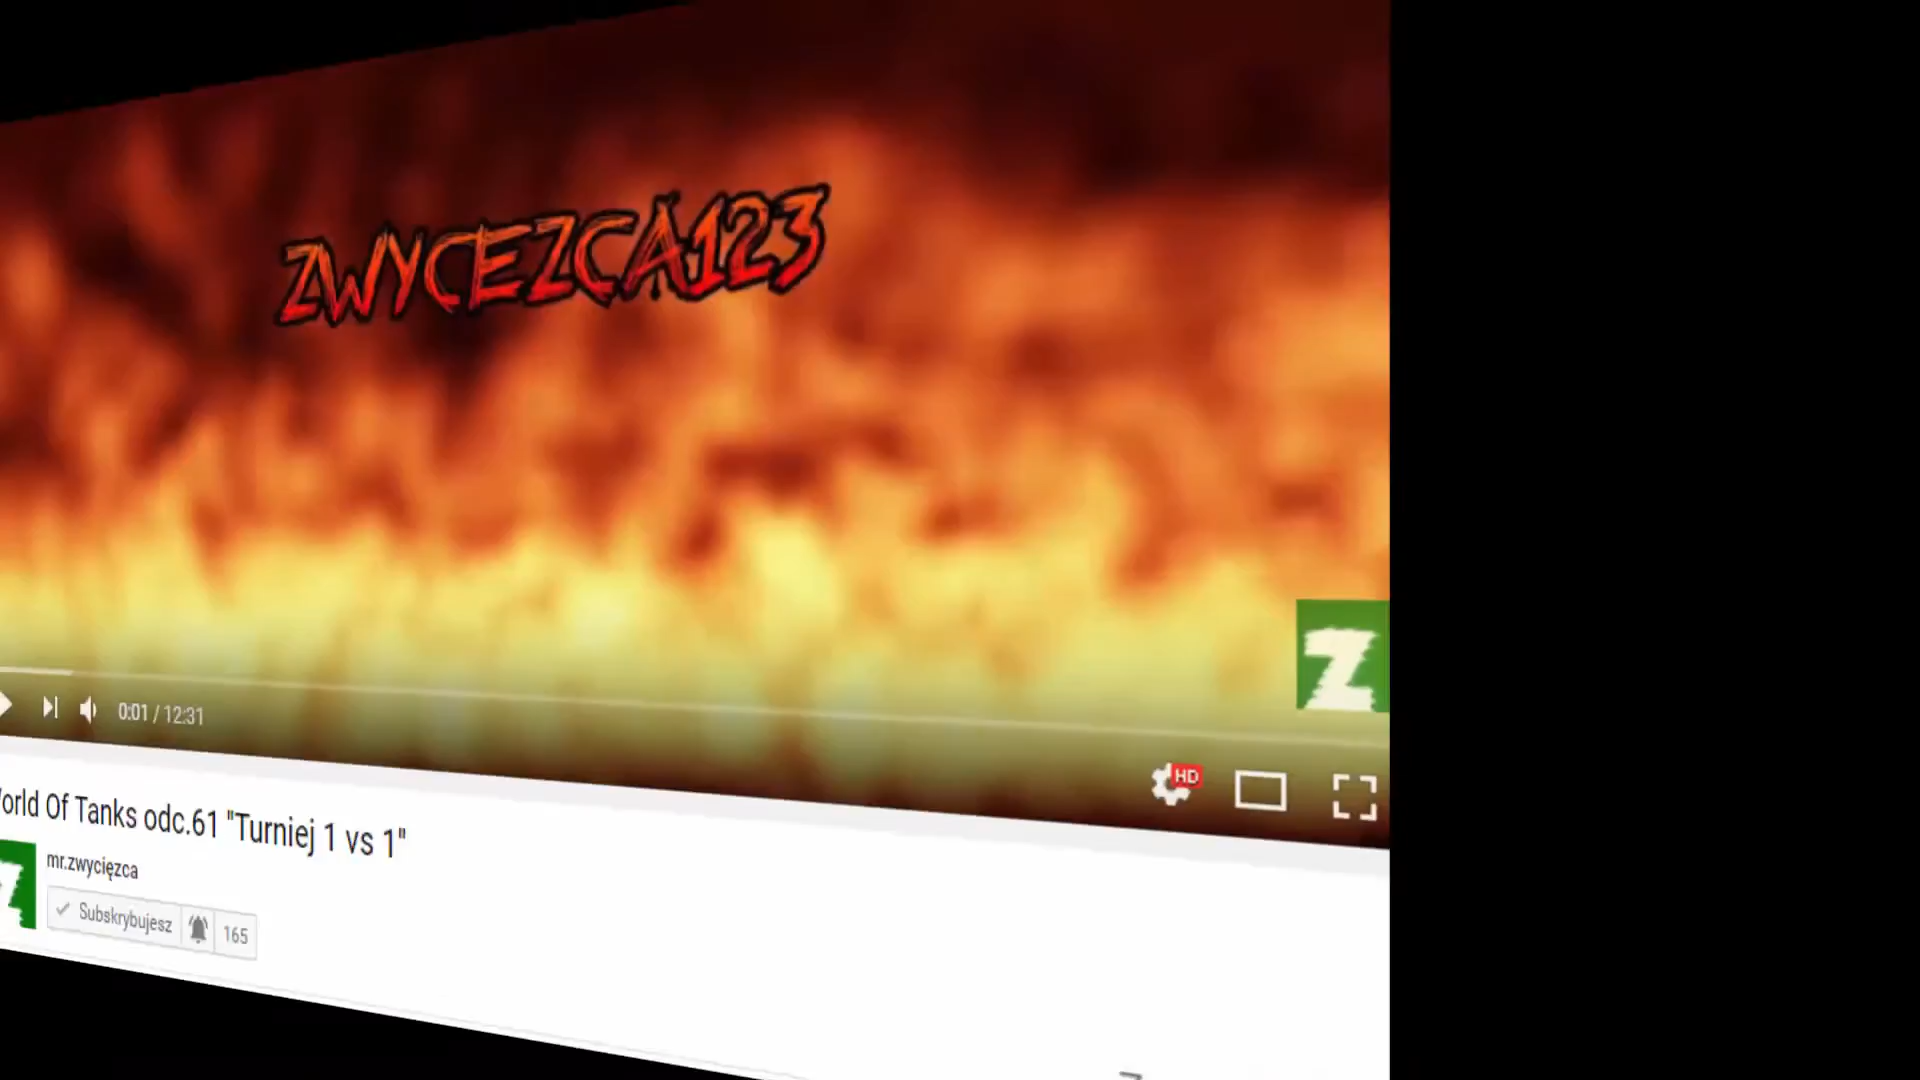 ZWYCEZCA123
Z
0:01 / 12:31
HD
orld Of Tanks odc.61 "Turniej 1 vs 1"
mr.zwycięzca
Subskrybujesz 165